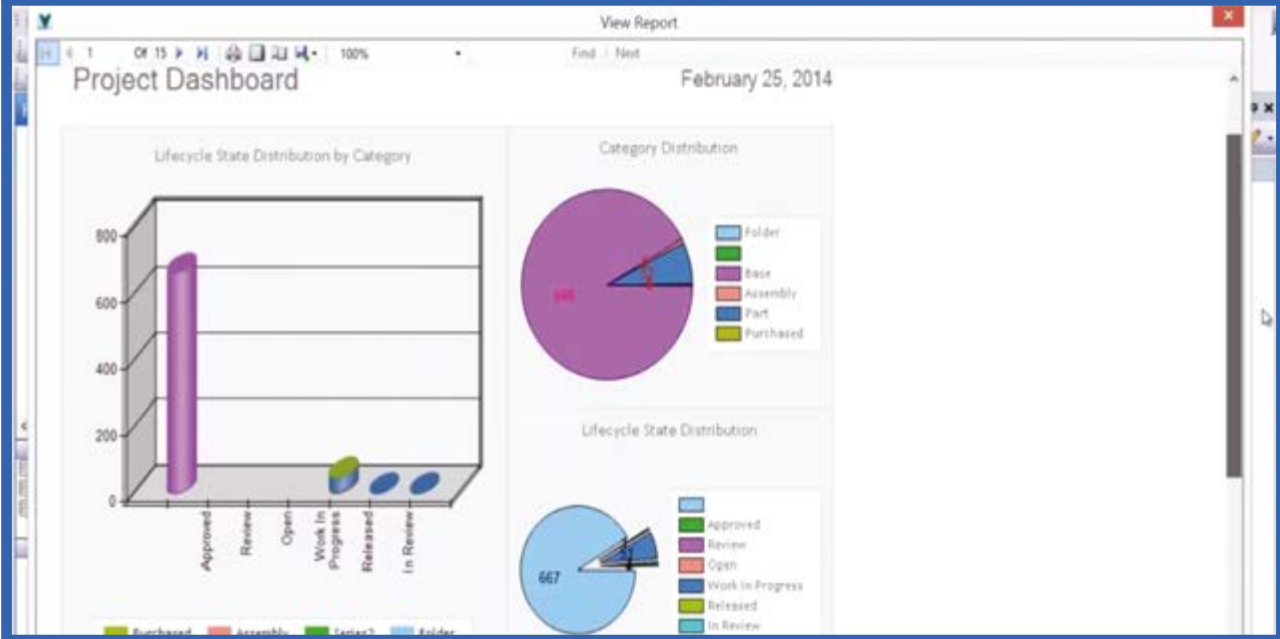 View Report
1 Of 15 100% Find Next
Project Dashboard
February 25, 2014
Lifecycle State Distribution by Category
800
600
400
200
0
Approved
Review
Open
Work In
Progress
Released
In Review
Purchased Assembly Series2 Folder
Category Distribution
Folder
Base
Assembly
Part
Purchased
Lifecycle State Distribution
667
Approved
Review
Open
Work In Progress
Released
In Review